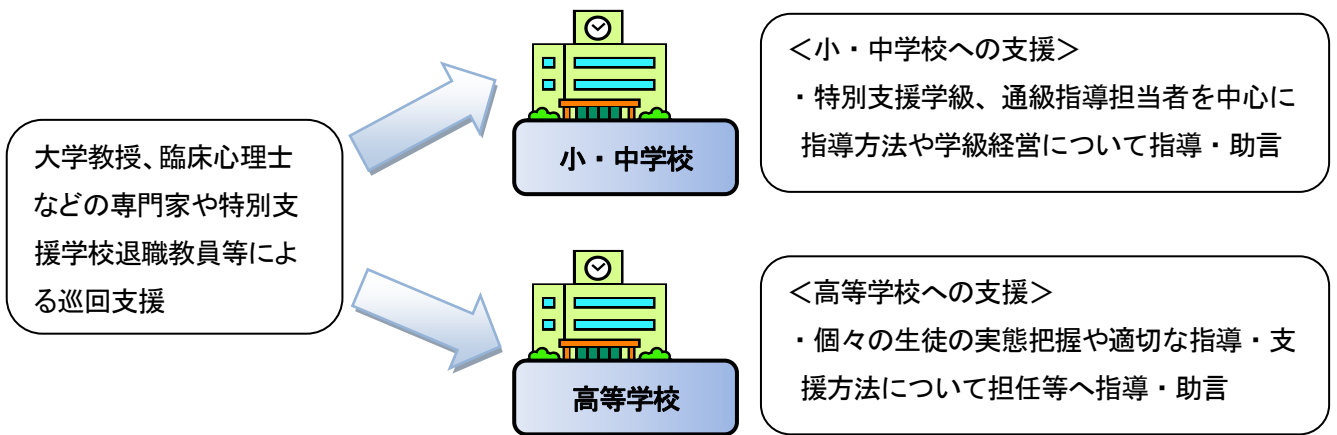 大学教授、臨床心理士
などの専門家や特別支
援学校退職教員等によ
る巡回支援
小・中学校
＜小・中学校への支援＞
・特別支援学級、通級指導担当者を中心に
指導方法や学級経営について指導・助言
高等学校
＜高等学校への支援＞
・個々の生徒の実態把握や適切な指導・支
援方法について担任等へ指導・助言